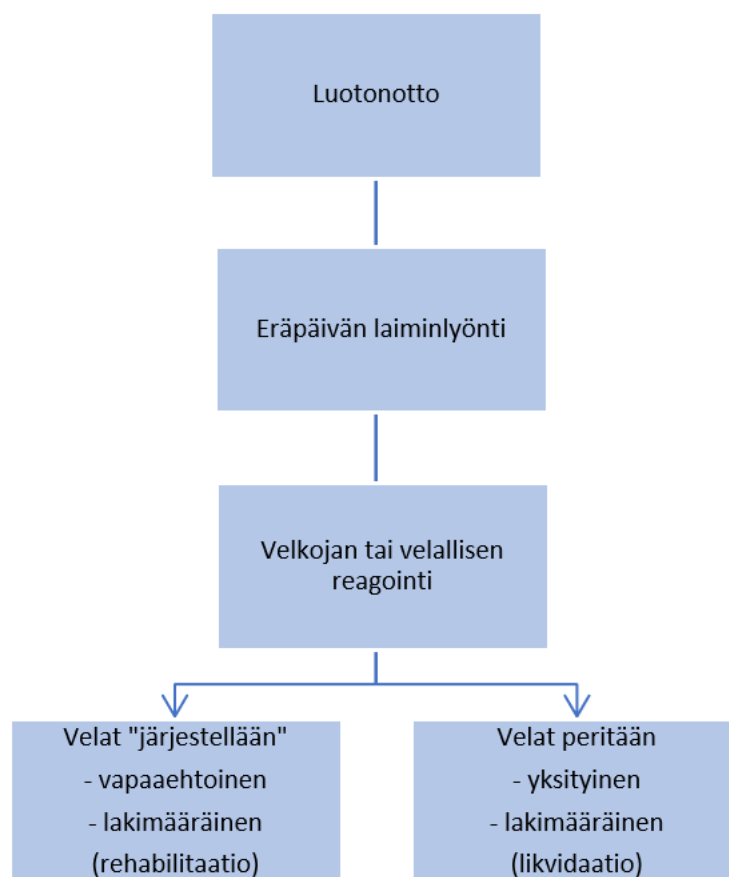 Luotonotto
Eräpäivän laiminlyönti
Velkojan tai velallisen
reagointi
Velat "järjestellään"
- vapaaehtoinen
- lakimääräinen
(rehabilitaatio)
Velat peritään
- yksityinen
- lakimääräinen
(likvidaatio)